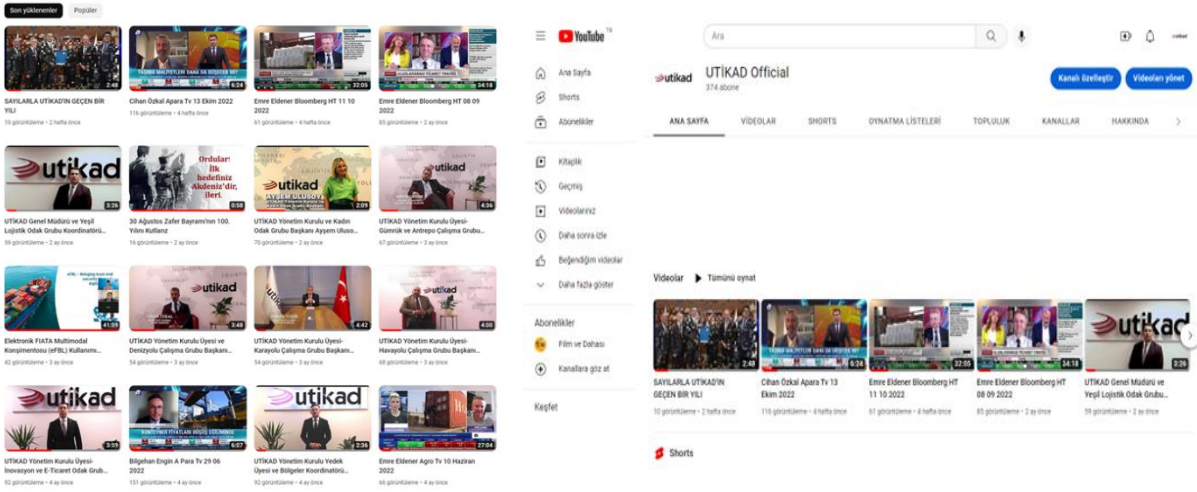 Son yüklenenler
Popüler
2:48
TAŞIMA MALİYETLERİ DAHA DA DÜŞECEK Mİ?
6:24
32:05
34:18
SAYILARLA UTİKAD'IN GEÇEN BİR
YILI
10 görüntüleme • 2 hafta önce
Cihan Özkal Apara Tv 13 Ekim 2022
116 görüntüleme • 4 hafta önce
Emre Eldener Bloomberg HT 11 10
2022
61 görüntüleme • 4 hafta önce
Emre Eldener Bloomberg HT 08 09
2022
85 görüntüleme • 2 ay önce
utikad
3:26
Ordular!
İlk
hedefiniz
Akdeniz'dir,
ileri.
0:58
utikad
2:09
utikad
4:36
UTİKAD Genel Müdürü ve Yeşil
Lojistik Odak Grubu Koordinatörü...
59 görüntüleme • 2 ay önce
30 Ağustos Zafer Bayramı'nın 100.
Yılını Kutlarız
16 görüntüleme • 2 ay önce
UTİKAD Yönetim Kurulu ve Kadın
Odak Grubu Başkanı Ayşem Uluso...
70 görüntüleme • 2 ay önce
UTİKAD Yönetim Kurulu Üyesi-
Gümrük ve Antrepo Çalışma Grubu...
67 görüntüleme • 3 ay önce
41:59
utikad
3:48
4:42
utikad
4:00
Elektronik FIATA Multimodal
Konşimentosu (eFBL) Kullanımı...
42 görüntüleme • 3 ay önce
UTİKAD Yönetim Kurulu Üyesi ve
Denizyolu Çalışma Grubu Başkanı...
54 görüntüleme • 3 ay önce
UTİKAD Yönetim Kurulu Üyesi-
Karayolu Çalışma Grubu Başkanı...
54 görüntüleme • 3 ay önce
UTİKAD Yönetim Kurulu Üyesi-
Havayolu Çalışma Grubu Başkanı...
68 görüntüleme • 3 ay önce
utikad
3:59
6:07
utikad
2:36
27:04
UTİKAD Yönetim Kurulu Üyesi-
İnovasyon ve E-Ticaret Odak Grub...
92 görüntüleme • 4 ay önce
Bilgehan Engin A Para Tv 29 06
2022
151 görüntüleme • 4 ay önce
UTİKAD Yönetim Kurulu Yedek
Üyesi ve Bölgeler Koordinatörü...
92 görüntüleme • 4 ay önce
Emre Eldener Agro Tv 10 Haziran
2022
66 görüntüleme • 4 ay önce
YouTube TR
Ana Sayfa
Shorts
Abonelikler
Kitaplık
Geçmiş
Videolarınız
Daha sonra izle
Beğendiğim videolar
Daha fazla göster
Abonelikler
Film ve Dahası
Kanallara göz at
Keşfet
Ara
utikad
UTİKAD Official
374 abone
Kanalı özelleştir
Videoları yönet
ANA SAYFA
VİDEOLAR
SHORTS
OYNATMA LİSTELERİ
TOPLULUK
KANALLAR
HAKKINDA
Videolar
Tümünü oynat
2:48
6:24
32:05
34:18
utikad
3:26
SAYILARLA UTİKAD'IN
GEÇEN BİR YILI
10 görüntüleme • 2 hafta önce
Cihan Özkal Apara Tv 13
Ekim 2022
116 görüntüleme • 4 hafta önce
Emre Eldener Bloomberg HT
11 10 2022
61 görüntüleme • 4 hafta önce
Emre Eldener Bloomberg HT
08 09 2022
85 görüntüleme • 2 ay önce
UTİKAD Genel Müdürü ve
Yeşil Lojistik Odak Grubu...
59 görüntüleme • 2 ay önce
Shorts